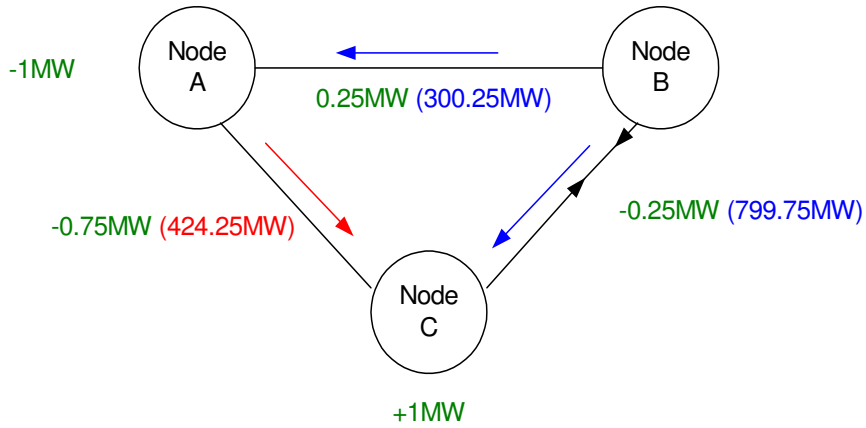 Node
A
Node
B
-1MW
0.25MW (300.25MW)
-0.75MW (424.25MW)
-0.25MW (799.75MW)
Node
C
+1MW